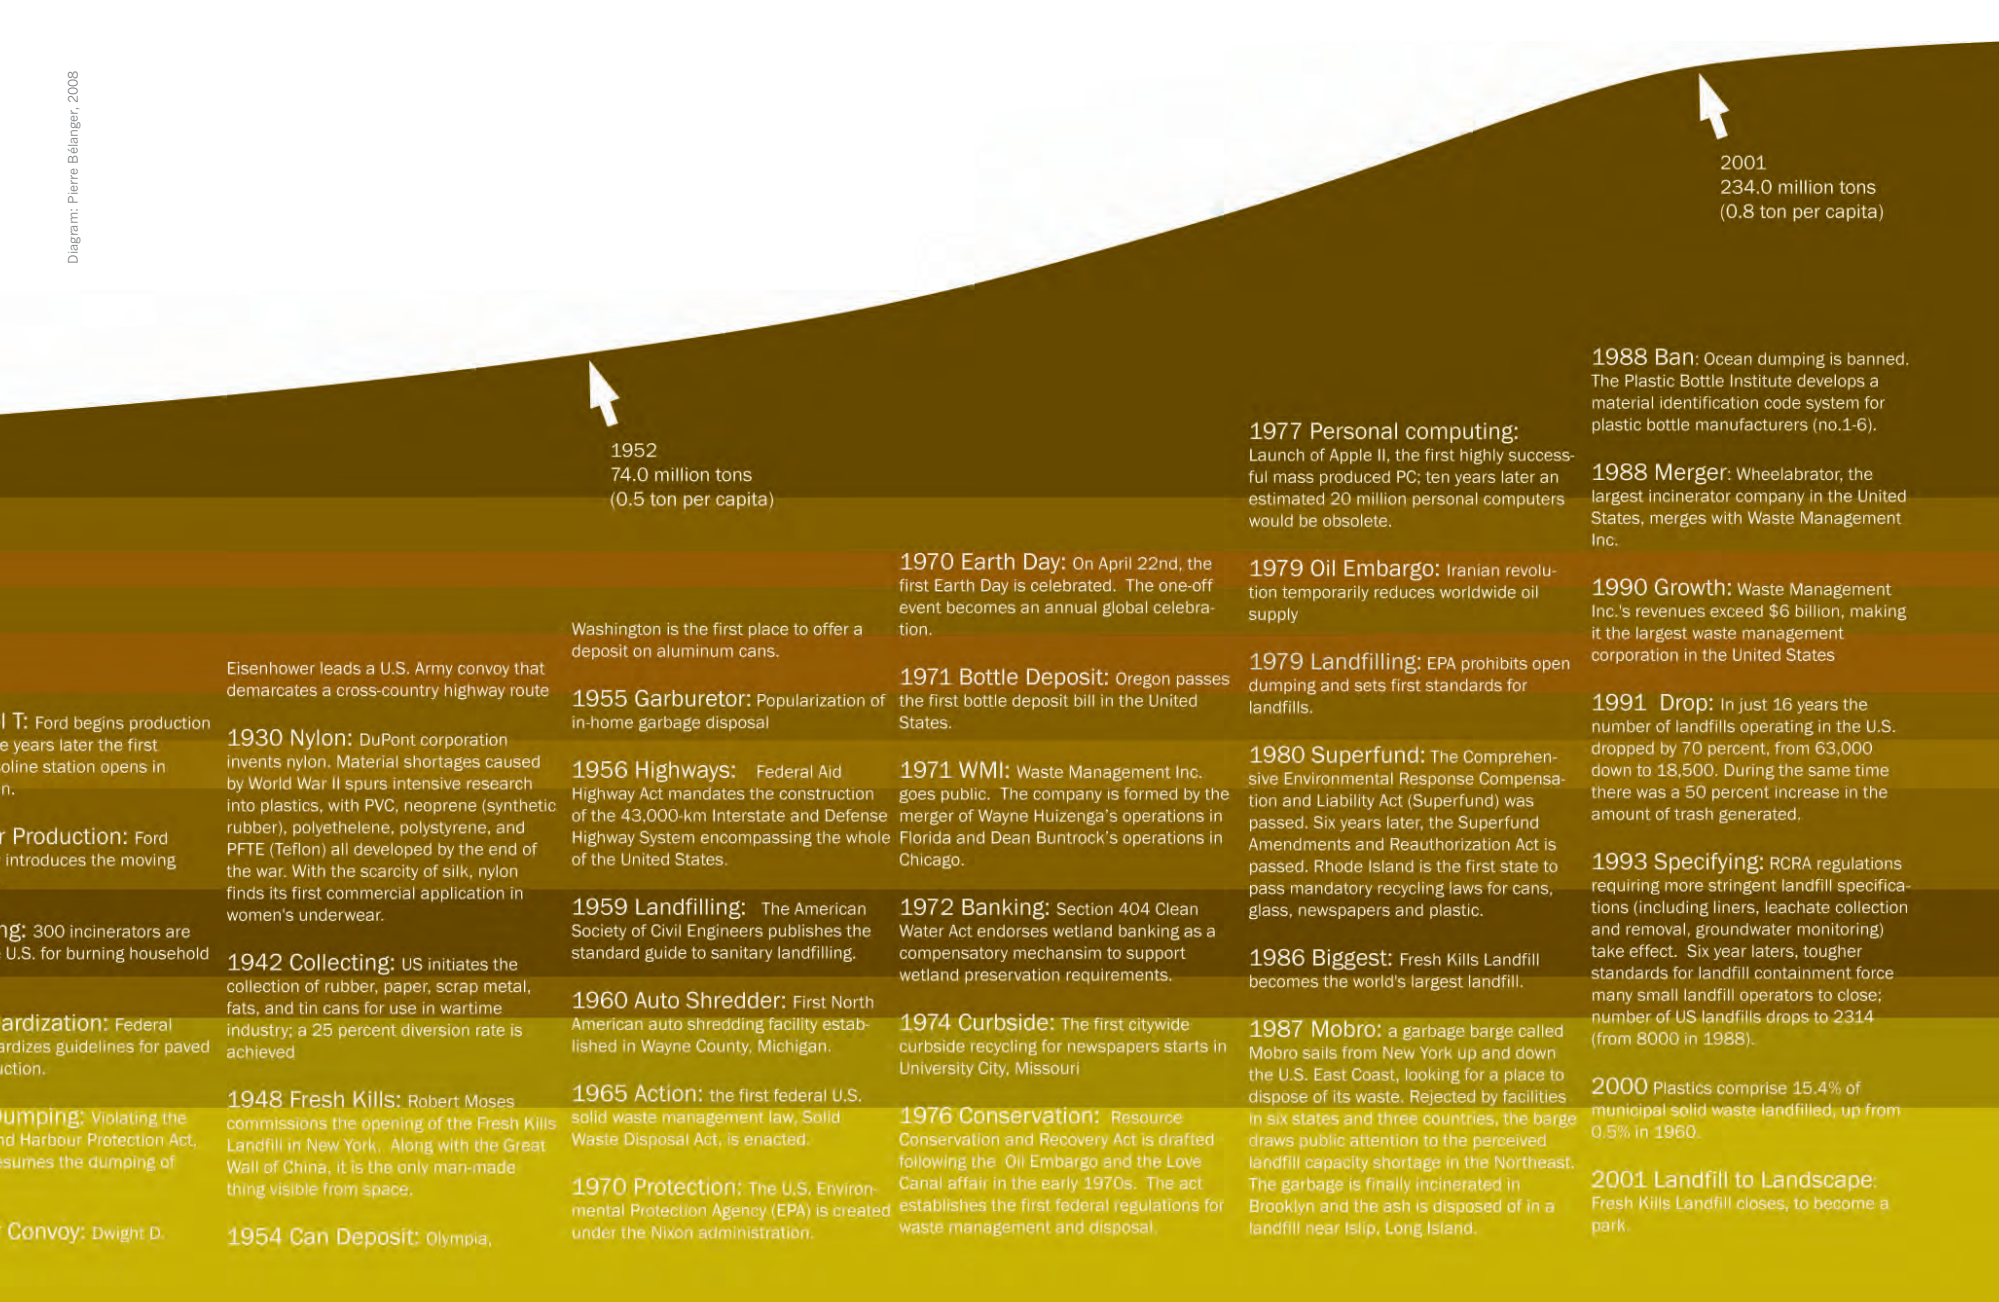 Diagram: Pierre Bélanger, 2008
2001
234.0 million tons
(0.8 ton per capita)
1952
74.0 million tons
(0.5 ton per capita)
l T: Ford begins production
e years later the first
oline station opens in
n.
r Production: Ford
introduces the moving
ng: 300 incinerators are
U.S. for burning household
ardization: Federal
ardizes guidelines for paved
uction.
Dumping: Violating the
nd Harbour Protection Act,
esumes the dumping of
Convoy: Dwight D.
Eisenhower leads a U.S. Army convoy that
demarcates a cross-country highway route
1930 Nylon: DuPont corporation
invents nylon. Material shortages caused
by World War II spurs intensive research
into plastics, with PVC, neoprene (synthetic
rubber), polyethelene, polystyrene, and
PFTE (Teflon) all developed by the end of
the war. With the scarcity of silk, nylon
finds its first commercial application in
women's underwear.
1942 Collecting: US initiates the
collection of rubber, paper, scrap metal,
fats, and tin cans for use in wartime
industry; a 25 percent diversion rate is
achieved
1948 Fresh Kills: Robert Moses
commissions the opening of the Fresh Kills
Landfill in New York. Along with the Great
Wall of China, it is the only man-made
thing visible from space.
1954 Can Deposit: Olympia,
Washington is the first place to offer a
deposit on aluminum cans.
1955 Garburetor: Popularization of
in-home garbage disposal
1956 Highways: Federal Aid
Highway Act mandates the construction
of the 43,000-km Interstate and Defense
Highway System encompassing the whole
of the United States.
1959 Landfilling: The American
Society of Civil Engineers publishes the
standard guide to sanitary landfilling.
1960 Auto Shredder: First North
American auto shredding facility estab-
lished in Wayne County, Michigan.
1965 Action: the first federal U.S.
solid waste management law, Solid
Waste Disposal Act, is enacted.
1970 Protection: The U.S. Environ-
mental Protection Agency (EPA) is created
under the Nixon administration.
1970 Earth Day: On April 22nd, the
first Earth Day is celebrated. The one-off
event becomes an annual global celebra-
tion.
1971 Bottle Deposit: Oregon passes
the first bottle deposit bill in the United
States.
1971 WMI: Waste Management Inc.
goes public. The company is formed by the
merger of Wayne Huizenga's operations in
Florida and Dean Buntrock's operations in
Chicago.
1972 Banking: Section 404 Clean
Water Act endorses wetland banking as a
compensatory mechansim to support
wetland preservation requirements.
1974 Curbside: The first citywide
curbside recycling for newspapers starts in
University City, Missouri
1976 Conservation: Resource
Conservation and Recovery Act is drafted
following the Oil Embargo and the Love
Canal affair in the early 1970s. The act
establishes the first federal regulations for
waste management and disposal.
1977 Personal computing:
Launch of Apple II, the first highly success-
ful mass produced PC; ten years later an
estimated 20 million personal computers
would be obsolete.
1979 Oil Embargo: Iranian revolu-
tion temporarily reduces worldwide oil
supply
1979 Landfilling: EPA prohibits open
dumping and sets first standards for
landfills.
1980 Superfund: The Comprehen-
sive Environmental Response Compensa-
tion and Liability Act (Superfund) was
passed. Six years later, the Superfund
Amendments and Reauthorization Act is
passed. Rhode Island is the first state to
pass mandatory recycling laws for cans,
glass, newspapers and plastic.
1986 Biggest: Fresh Kills Landfill
becomes the world's largest landfill.
1987 Mobro: a garbage barge called
Mobro sails from New York up and down
the U.S. East Coast, looking for a place to
dispose of its waste. Rejected by facilities
in six states and three countries, the barge
draws public attention to the perceived
landfill capacity shortage in the Northeast.
The garbage is finally incinerated in
Brooklyn and the ash is disposed of in a
landfill near Islip, Long Island.
1988 Ban: Ocean dumping is banned.
The Plastic Bottle Institute develops a
material identification code system for
plastic bottle manufacturers (no.1-6).
1988 Merger: Wheelabrator, the
largest incinerator company in the United
States, merges with Waste Management
Inc.
1990 Growth: Waste Management
Inc.'s revenues exceed $6 billion, making
it the largest waste management
corporation in the United States
1991 Drop: In just 16 years the
number of landfills operating in the U.S.
dropped by 70 percent, from 63,000
down to 18,500. During the same time
there was a 50 percent increase in the
amount of trash generated.
1993 Specifying: RCRA regulations
requiring more stringent landfill specifica-
tions (including liners, leachate collection
and removal, groundwater monitoring)
take effect. Six year laters, tougher
standards for landfill containment force
many small landfill operators to close;
number of US landfills drops to 2314
(from 8000 in 1988).
2000 Plastics comprise 15.4% of
municipal solid waste landfilled, up from
0.5% in 1960.
2001 Landfill to Landscape:
Fresh Kills Landfill closes, to become a
park.